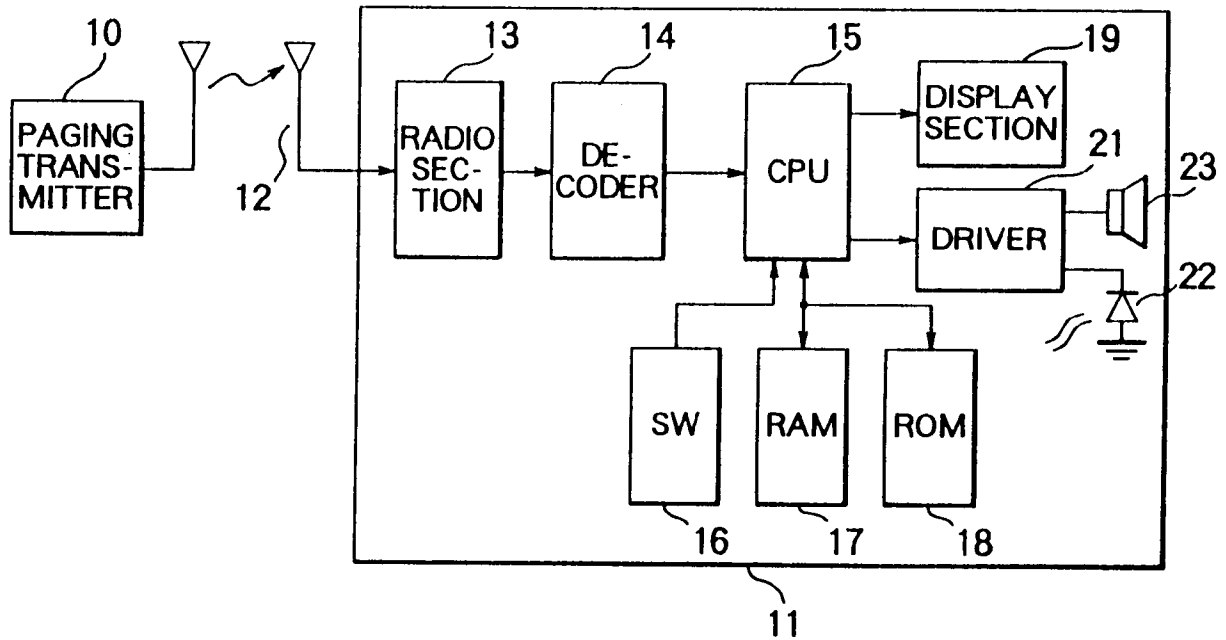 10
PAGING
TRANS-
MITTER
12
13
RADIO
SEC-
TION
14
DE-
CODER
15
CPU
19
DISPLAY
SECTION
21
DRIVER
23
22
SW
16
RAM
17
ROM
18
11